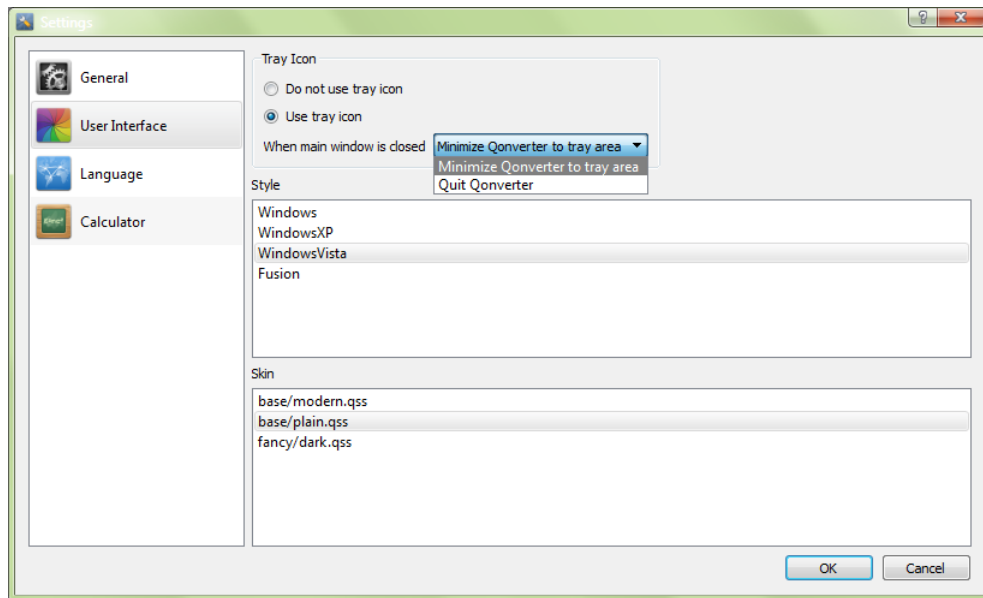 Settings
General
User Interface
Language
Calculator
Tray Icon
Do not use tray icon
Use tray icon
When main window is closed Minimize Qonverter to tray area
Minimize Qonverter to tray area
Quit Qonverter
Style
Windows
WindowsXP
WindowsVista
Fusion
Skin
base/modern.qss
base/plain.qss
fancy/dark.qss
OK Cancel